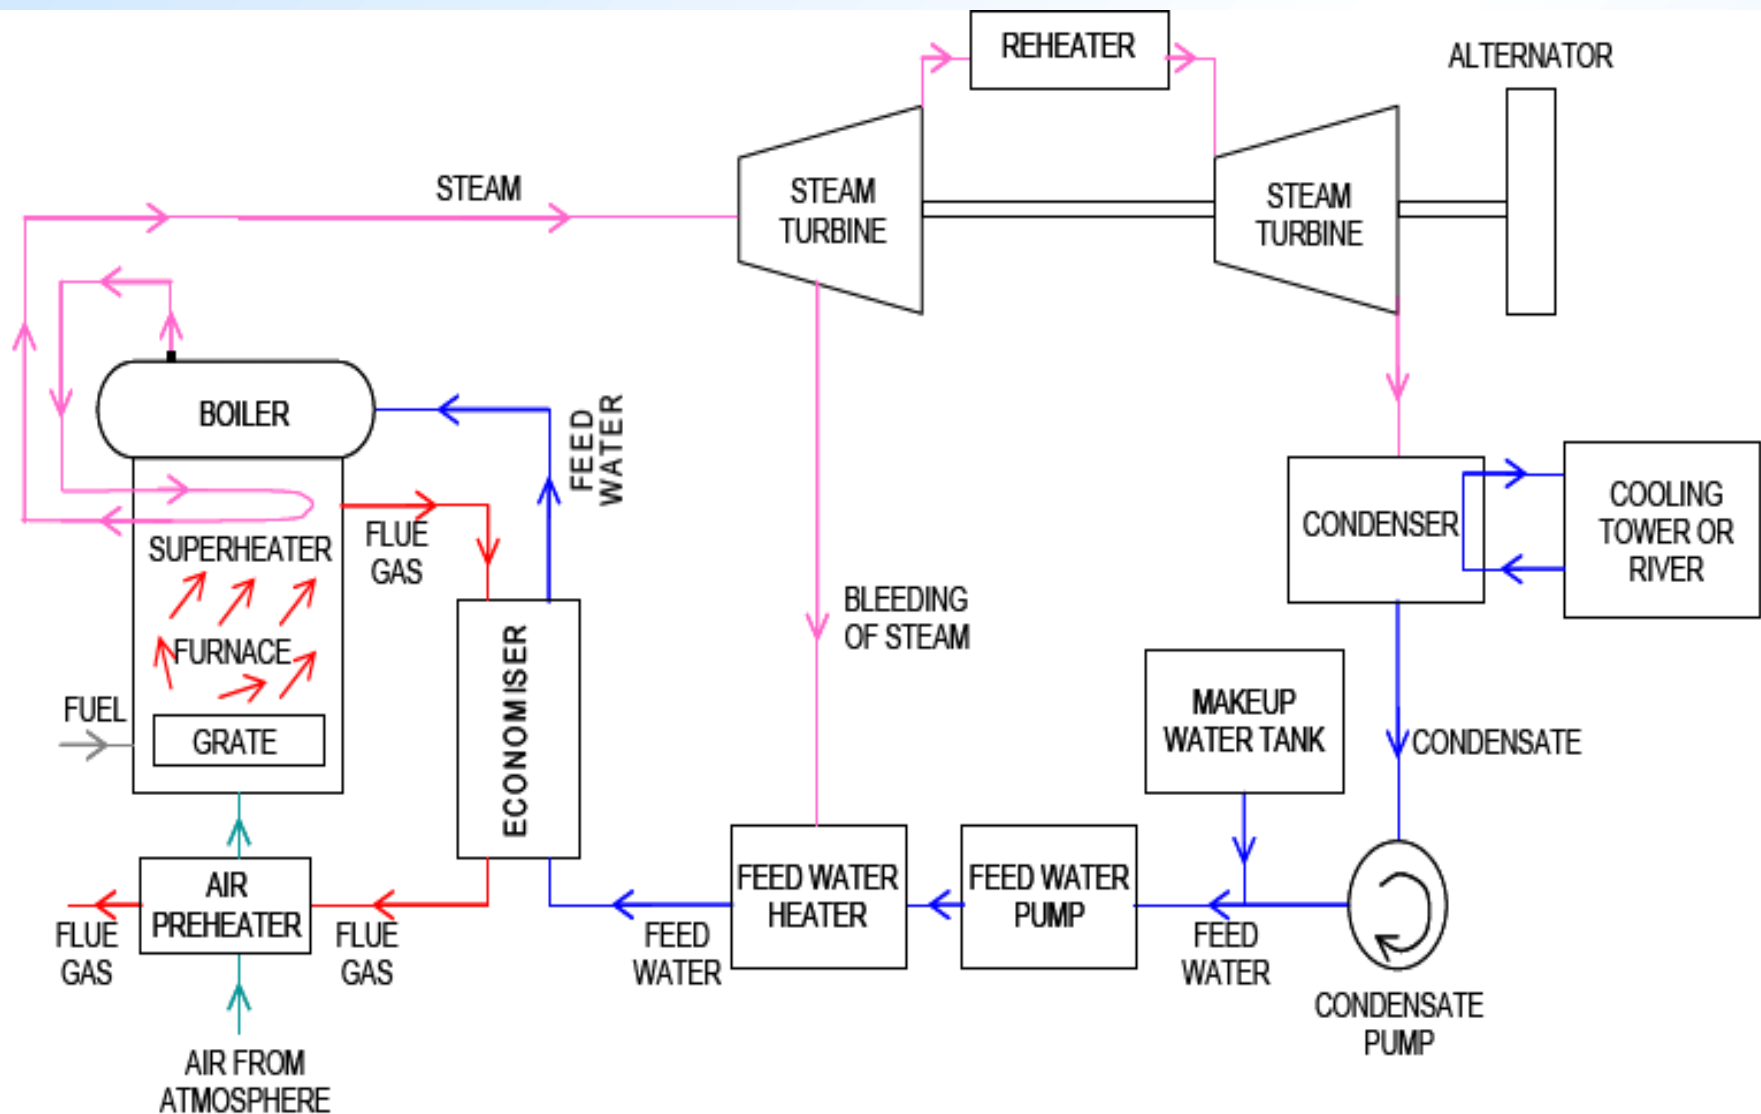 REHEATER
ALTERNATOR
STEAM
STEAM
TURBINE
STEAM
TURBINE
BOILER
FEED
WATER
SUPERHEATER
FLUE
GAS
CONDENSER
COOLING
TOWER OR
RIVER
FURNACE
ECONOMISER
BLEEDING
OF STEAM
FUEL
GRATE
MAKEUP
WATER TANK
CONDENSATE
AIR
PREHEATER
FEED WATER
HEATER
FEED WATER
PUMP
FLUE
GAS
FLUE
GAS
FEED
WATER
FEED
WATER
CONDENSATE
PUMP
AIR FROM
ATMOSPHERE